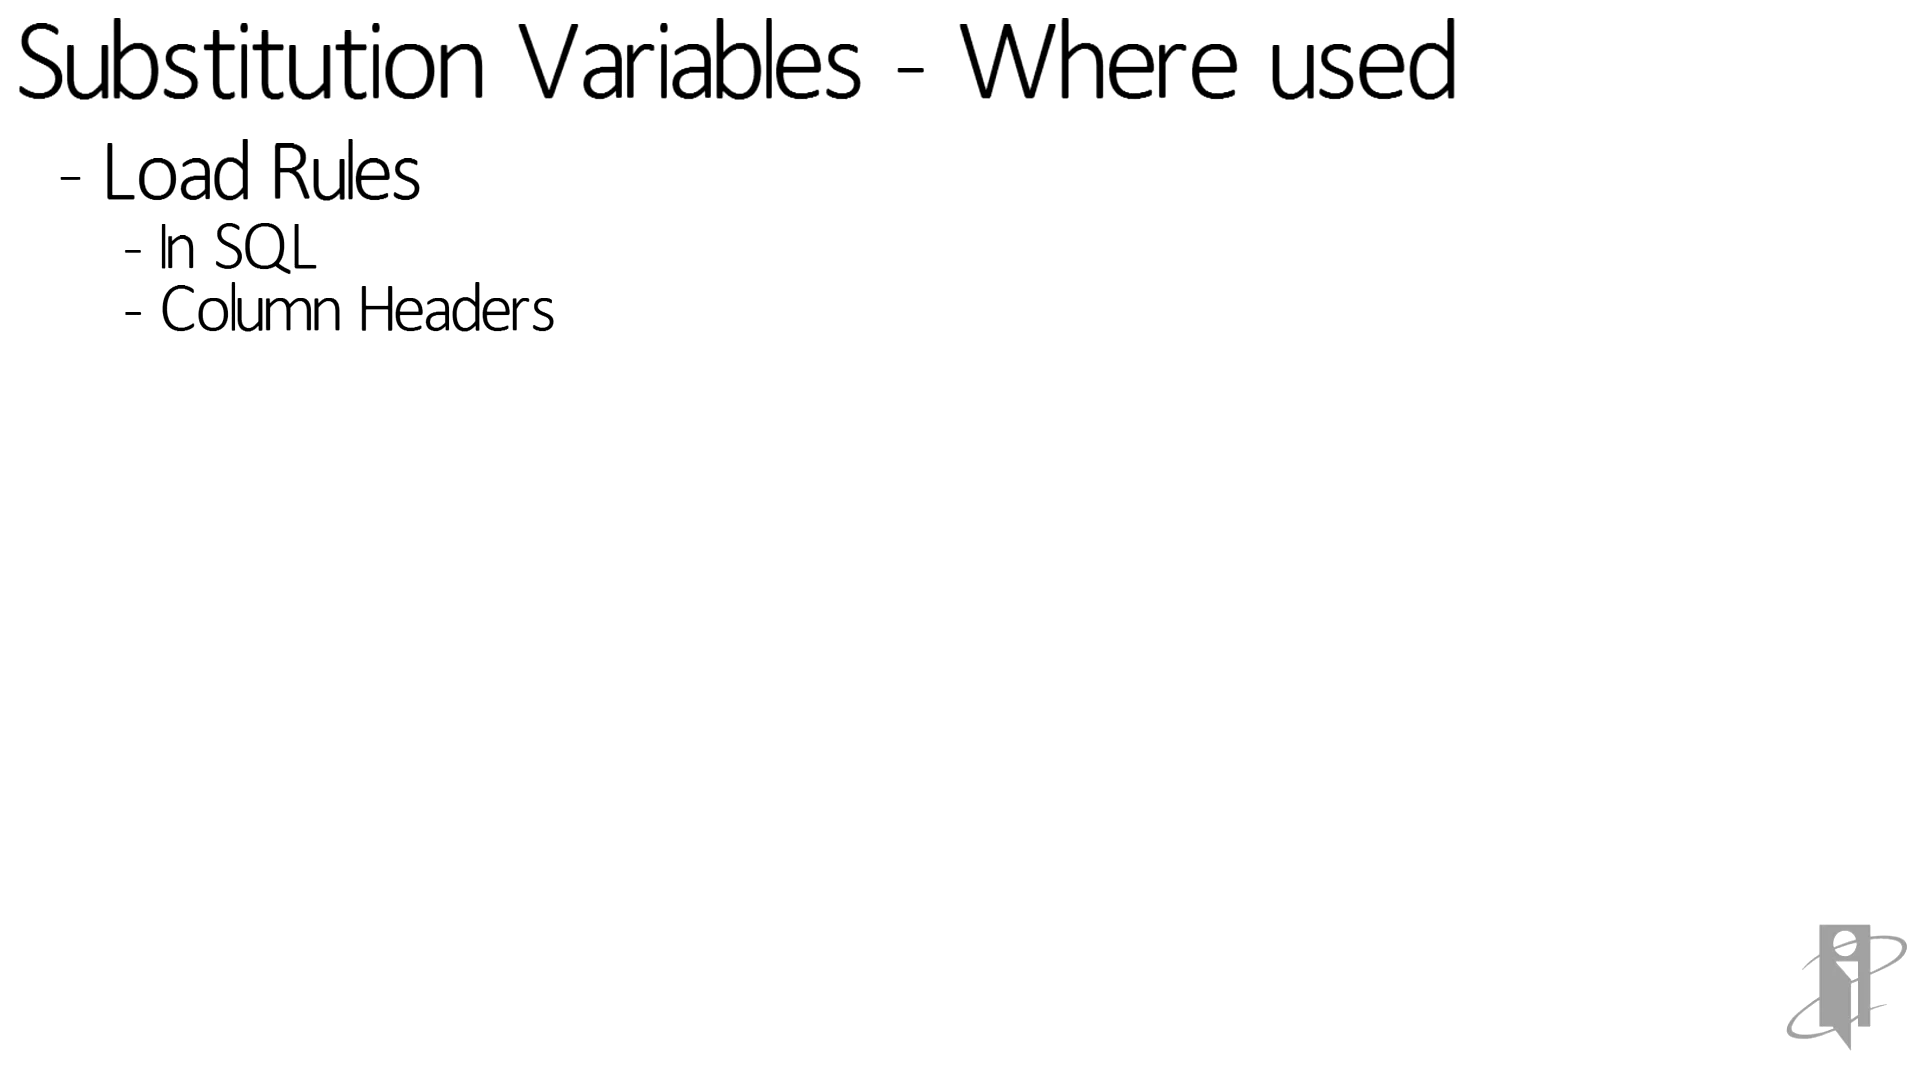 Substitution Variables - Where used
- Load Rules
- In SQL
- Column Headers